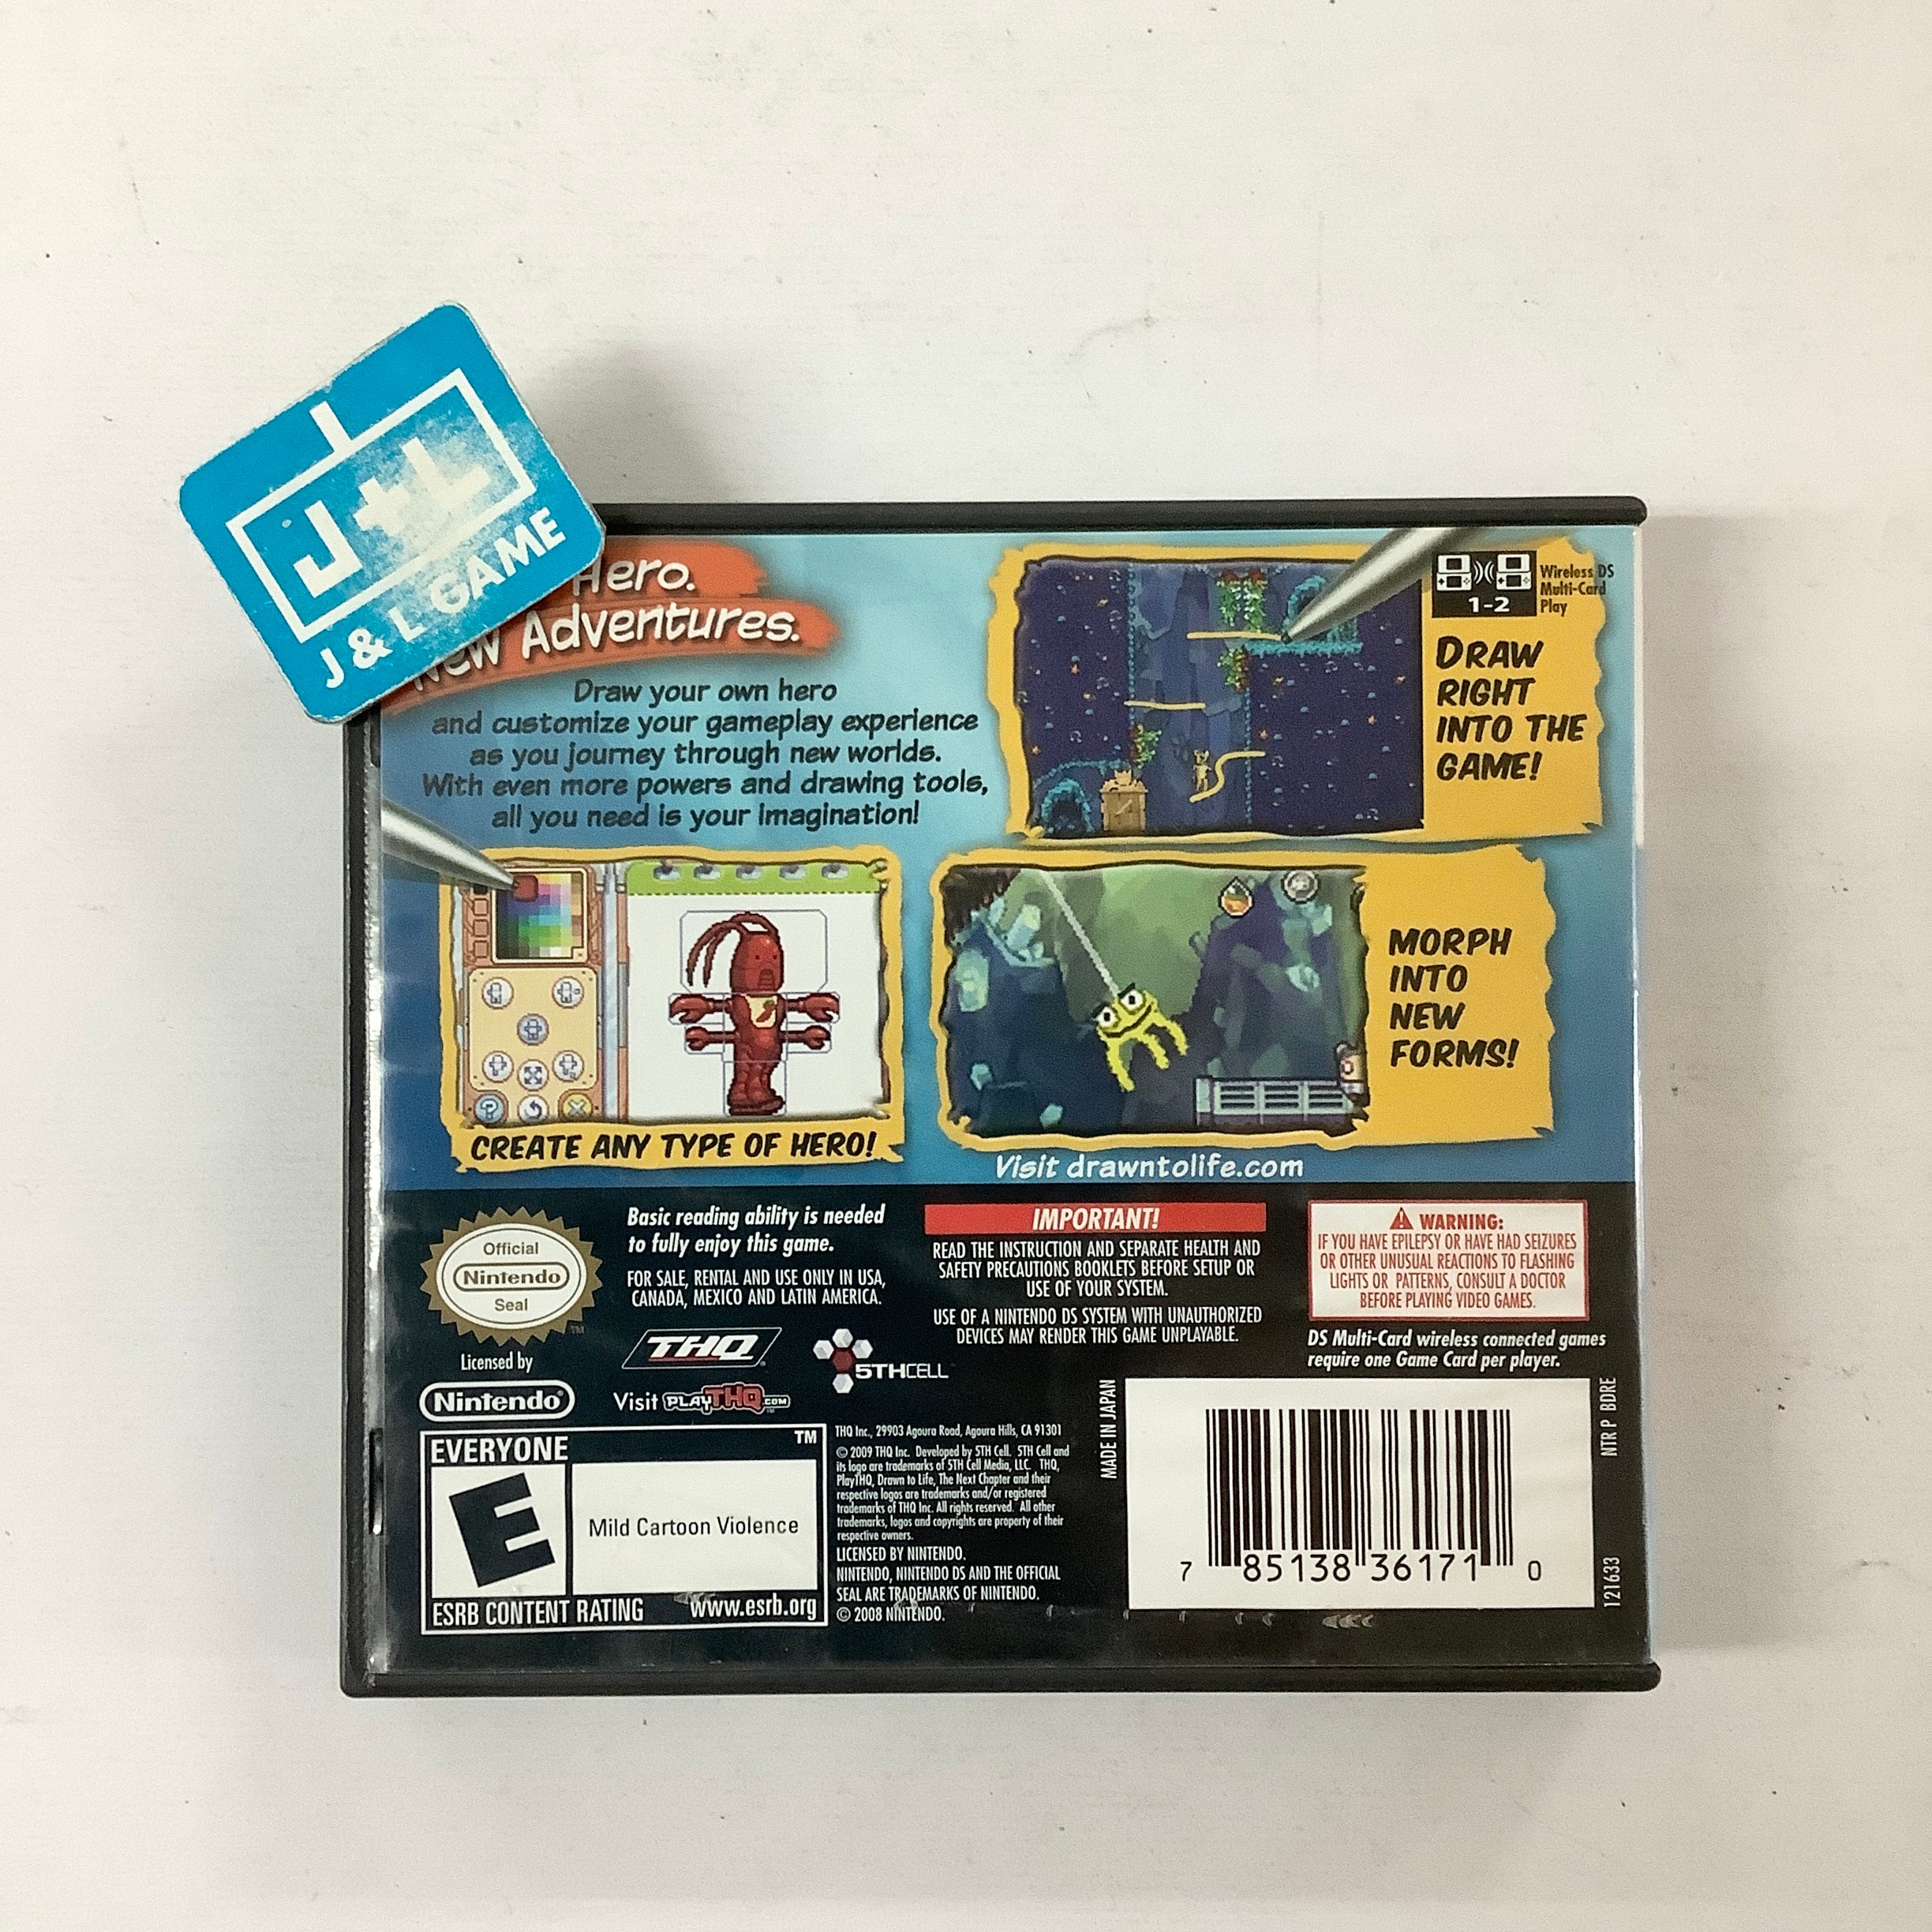 J+L
J & L GAME
Hero.
New Adventures.
Draw your own hero
and customize your gameplay experience
as you journey through new worlds.
With even more powers and drawing tools,
all you need is your imagination!
1-2
Wireless DS
Multi-Card
Play
DRAW
RIGHT
INTO THE
GAME!
CREATE ANY TYPE OF HERO!
MORPH
INTO
NEW
FORMS!
Visit drawntolife.com
Official
Nintendo
Seal
TM
Licensed by
Nintendo®
Basic reading ability is needed
to fully enjoy this game.
FOR SALE, RENTAL AND USE ONLY IN USA,
CANADA, MEXICO AND LATIN AMERICA.
THQ®
5THCELL™
Visit PLAYTHQ.COM™
IMPORTANT!
READ THE INSTRUCTION AND SEPARATE HEALTH AND
SAFETY PRECAUTIONS BOOKLETS BEFORE SETUP OR
USE OF YOUR SYSTEM.
USE OF A NINTENDO DS SYSTEM WITH UNAUTHORIZED
DEVICES MAY RENDER THIS GAME UNPLAYABLE.
WARNING:
IF YOU HAVE EPILEPSY OR HAVE HAD SEIZURES
OR OTHER UNUSUAL REACTIONS TO FLASHING
LIGHTS OR PATTERNS, CONSULT A DOCTOR
BEFORE PLAYING VIDEO GAMES.
DS Multi-Card wireless connected games
require one Game Card per player.
EVERYONE
TM
E
Mild Cartoon Violence
ESRB CONTENT RATING www.esrb.org
THQ Inc., 29903 Agoura Road, Agoura Hills, CA 91301
© 2009 THQ Inc. Developed by 5TH Cell. 5TH Cell and
its logo are trademarks of 5TH Cell Media, LLC. THQ,
PlayTHQ, Drawn to Life, The Next Chapter and their
respective logos are trademarks and/or registered
trademarks of THQ Inc. All rights reserved. All other
trademarks, logos and copyrights are property of their
respective owners.
LICENSED BY NINTENDO.
NINTENDO, NINTENDO DS AND THE OFFICIAL
SEAL ARE TRADEMARKS OF NINTENDO.
© 2008 NINTENDO.
MADE IN JAPAN
7 85138 36171 0
NTR P BDRE
121633